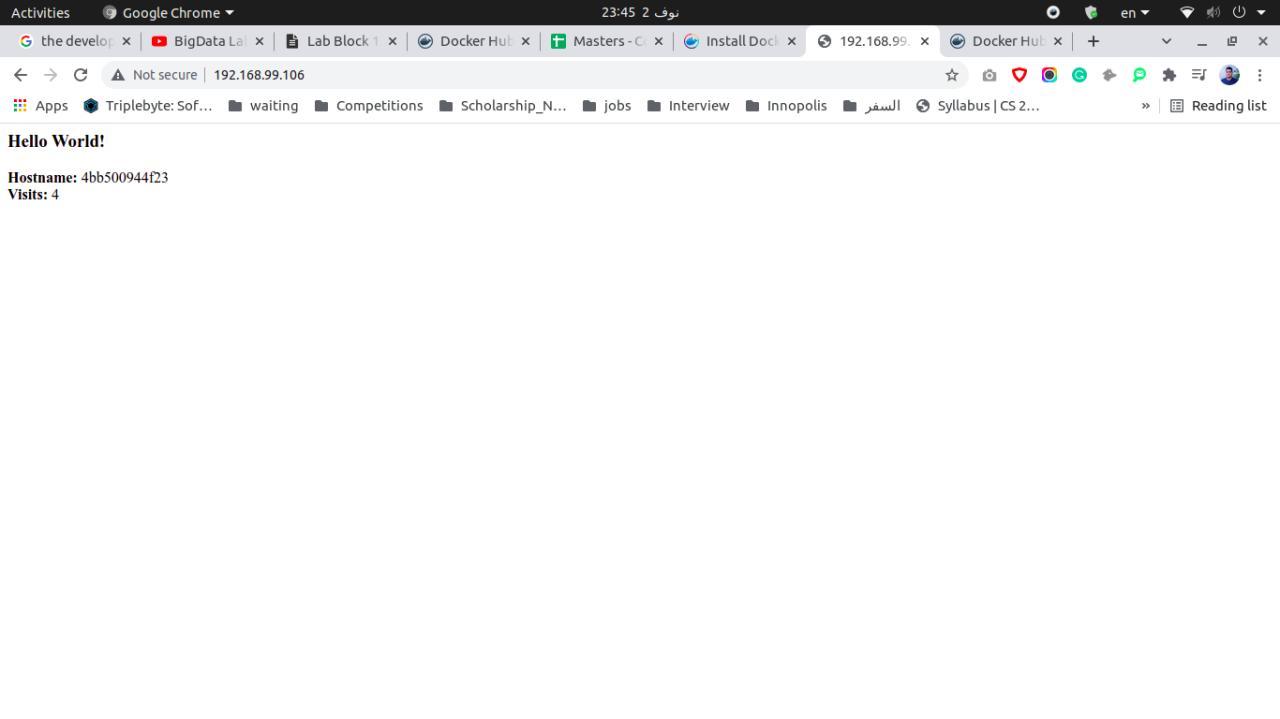 Activities Google Chrome 23:45 2 نوف en
the develop BigData La Lab Block 1 Docker Hub Masters - C Install Dock 192.168.99. Docker Hub
Not secure 192.168.99.106
Apps Triplebyte: Sof... waiting Competitions Scholarship_N... jobs Interview Innopolis السفر Syllabus | CS 2... » Reading list
Hello World!
Hostname: 4bb500944f23
Visits: 4